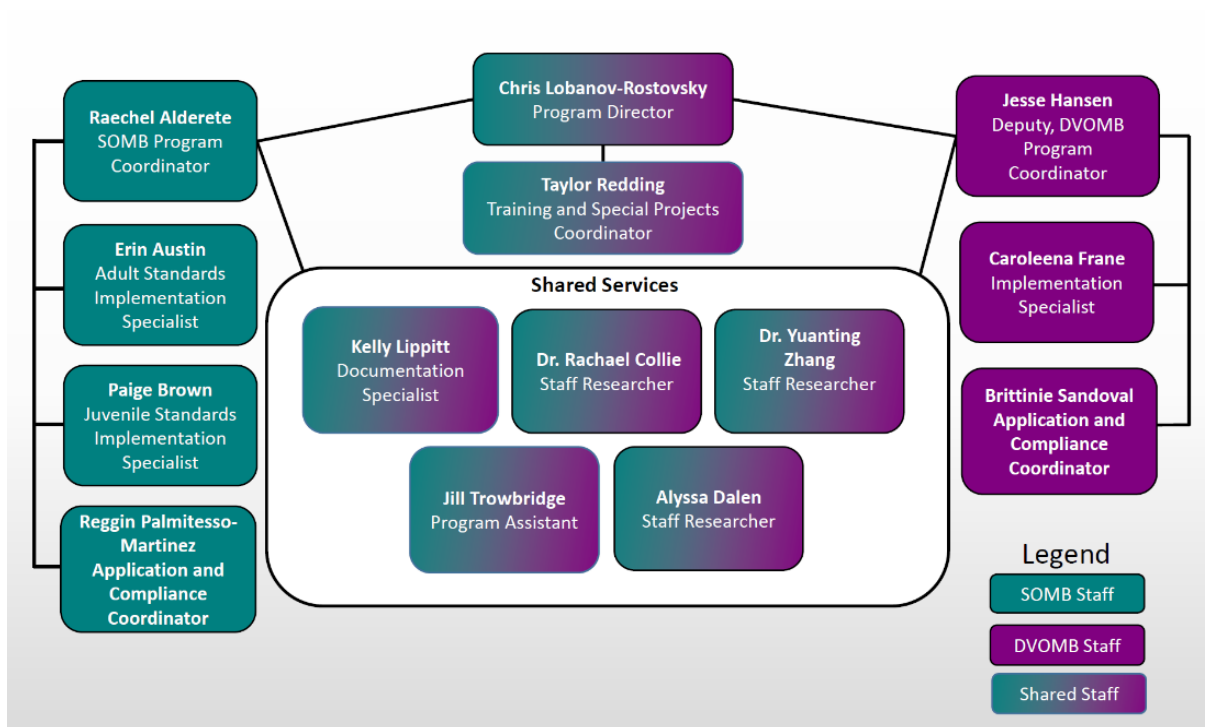 Chris Lobanov-Rostovsky
Program Director
Raechel Alderete
SOMB Program
Coordinator
Jesse Hansen
Deputy, DVOMB
Program
Coordinator
Taylor Redding
Training and Special Projects
Coordinator
Erin Austin
Adult Standards
Implementation
Specialist
Caroleena Frane
Implementation
Specialist
Shared Services
Kelly Lippitt
Documentation
Specialist
Dr. Rachael Collie
Staff Researcher
Dr. Yuanting
Zhang
Staff Researcher
Paige Brown
Juvenile Standards
Implementation
Specialist
Brittinie Sandoval
Application and
Compliance
Coordinator
Jill Trowbridge
Program Assistant
Alyssa Dalen
Staff Researcher
Reggin Palmitesso-
Martinez
Application and
Compliance
Coordinator
Legend
SOMB Staff
DVOMB Staff
Shared Staff